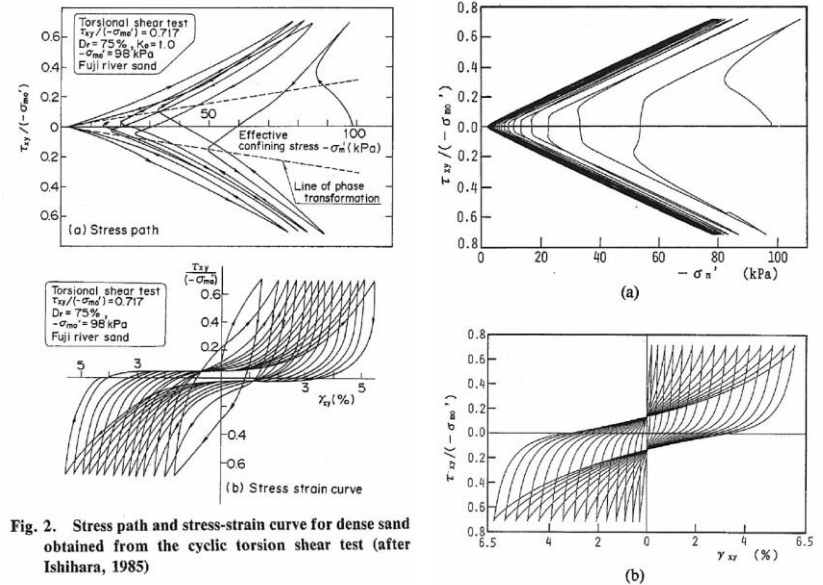 Torsional shear test
τxy/(-σmo')=0.717
Dr=75%, Ko=1.0
-σmo'=98 kPa
Fuji river sand
τxy/(-σmo')
0.6
0.4
0.2
0
0.2
0.4
0.6
50
100
Effective
confining stress -σm'(kPa)
Line of phase
transformation
(a) Stress path
Torsional shear test
τxy/(-σmo')=0.717
Dr=75%,
-σmo'=98 kPa
Fuji river sand
τxy
(-σmo')
0.6
0.4
0.2
5
3
3
5
γxy(%)
0.4
0.6
(b) Stress strain curve
Fig. 2. Stress path and stress-strain curve for dense sand
obtained from the cyclic torsion shear test (after
Ishihara, 1985)
τxy/(-σmo')
0.8
0.6
0.4
0.2
0
0.2
0.4
0.6
0.8
0 20 40 60 80 100
-σm' (kPa)
(a)
τxy/(-σmo')
0.8
0.6
0.4
0.2
0.0
0.2
0.4
0.6
0.8
6.5 4 2 0 2 4 6.5
γxy (%)
(b)